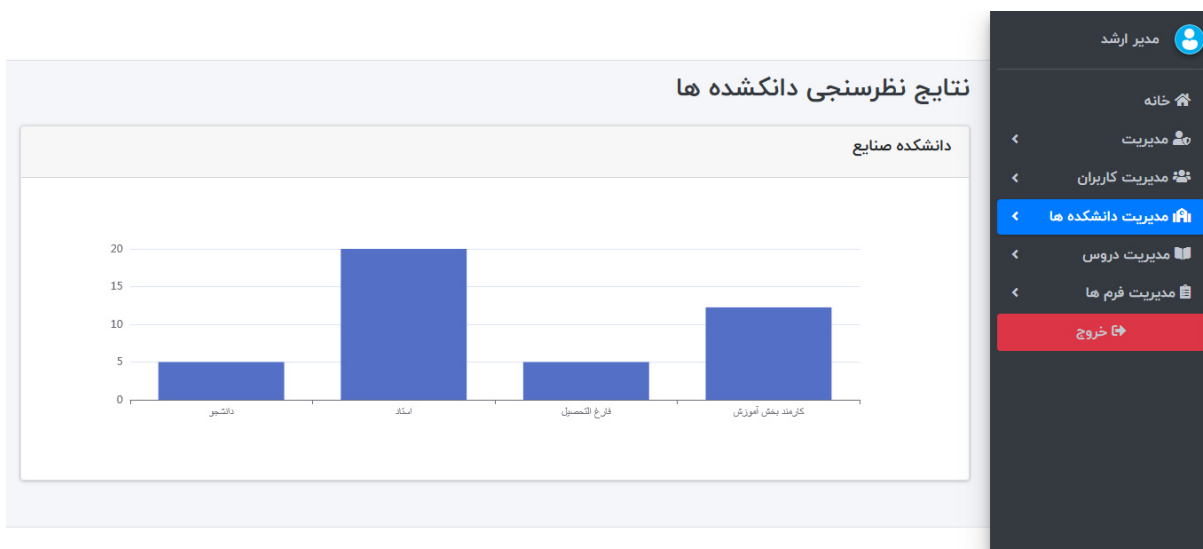 مدیر ارشد
خانه
مدیریت
مدیریت کاربران
مدیریت دانشکده ها
مدیریت دروس
مدیریت فرم ها
خروج
نتایج نظرسنجی دانکشده ها
دانشکده صنایع
20
15
10
5
0
دانشجو
استاد
فارغ التحصیل
کارمند بخش آموزش